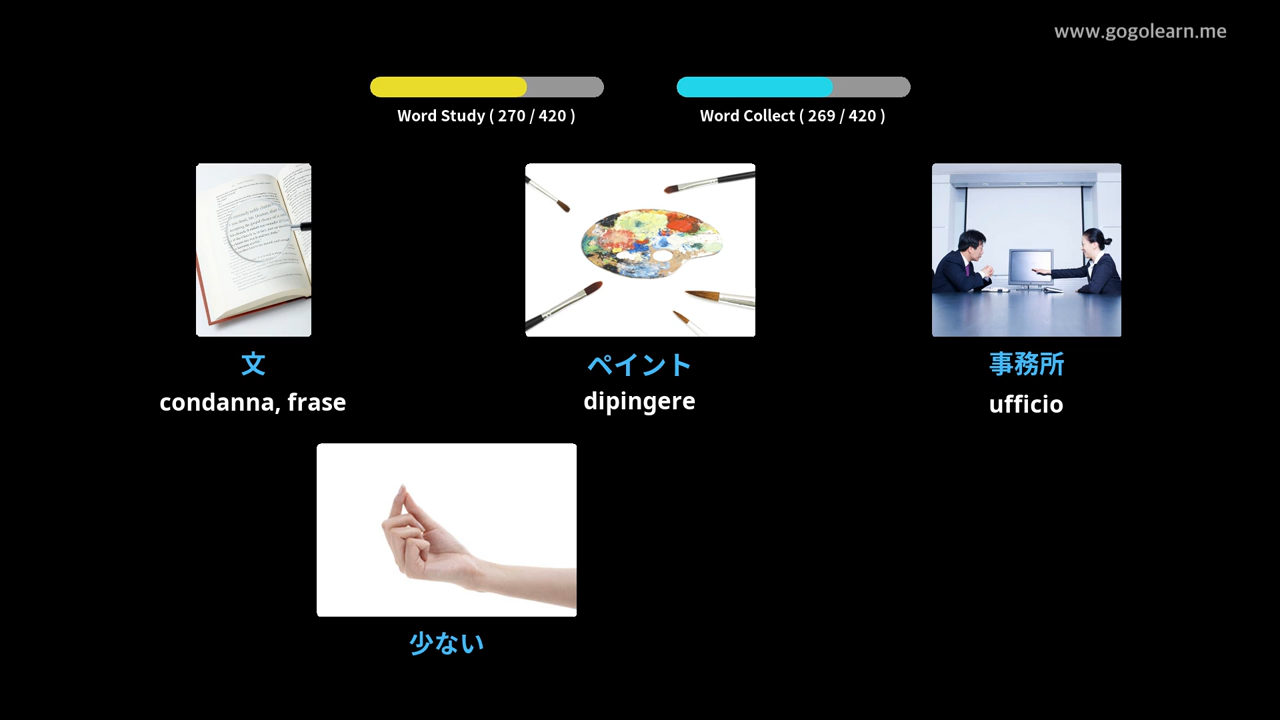 www.gogolearn.me
Word Study ( 270 / 420 )
Word Collect ( 269 / 420 )
文
condanna, frase
ペイント
dipingere
事務所
ufficio
少ない